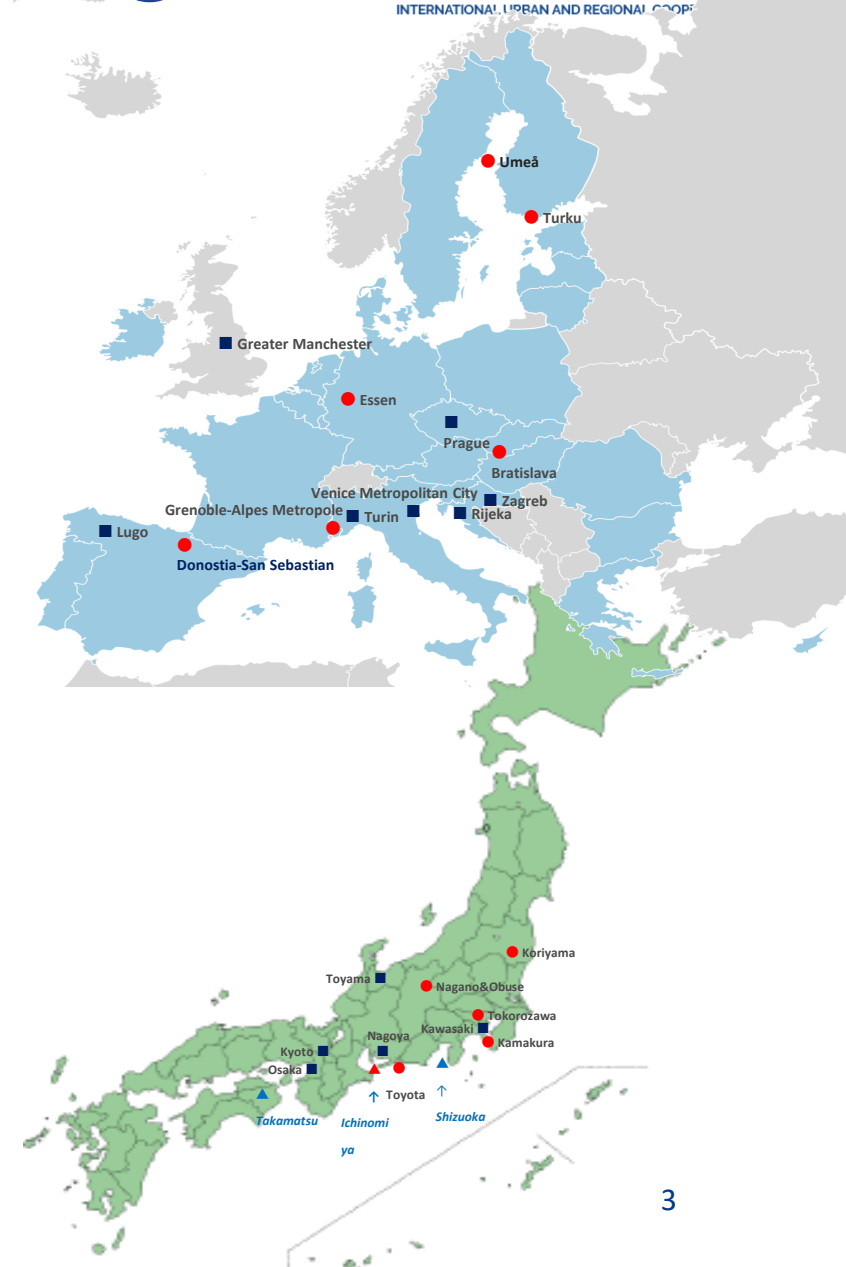 INTERNATIONAL URBAN AND REGIONAL
Umeå
Turku
Greater Manchester
Essen
Prague
Bratislava
Venice Metropolitan City
Zagreb
Grenoble-Alpes Metropole
Turin
Rijeka
Lugo
Donostia-San Sebastian
Koriyama
Toyama
Nagano&Obuse
Tokorozawa
Kawasaki
Nagoya
Kamakura
Kyoto
Osaka
Toyota
Takamatsu
Ichinomi
ya
Shizuoka
3